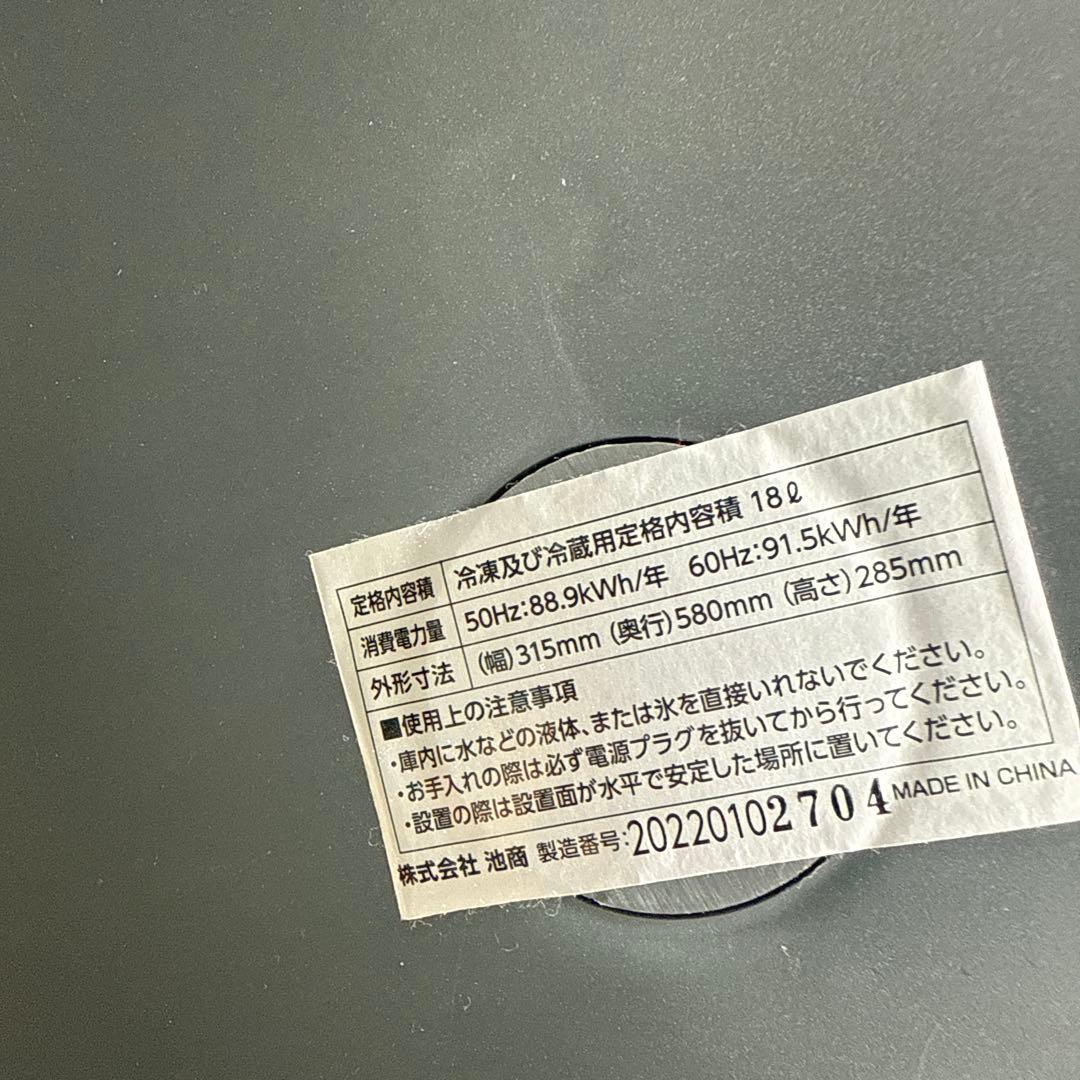 定格内容積 冷凍及び冷蔵用定格内容積 18ℓ
消費電力量 50Hz:88.9kWh/年 60Hz:91.5kWh/年
外形寸法 (幅)315mm (奥行)580mm (高さ)285mm
■使用上の注意事項
・庫内に水などの液体、または氷を直接いれないでください。
・お手入れの際は必ず電源プラグを抜いてから行ってください。
・設置の際は設置面が水平で安定した場所に置いてください。
株式会社 池商 製造番号:20220102704 MADE IN CHINA